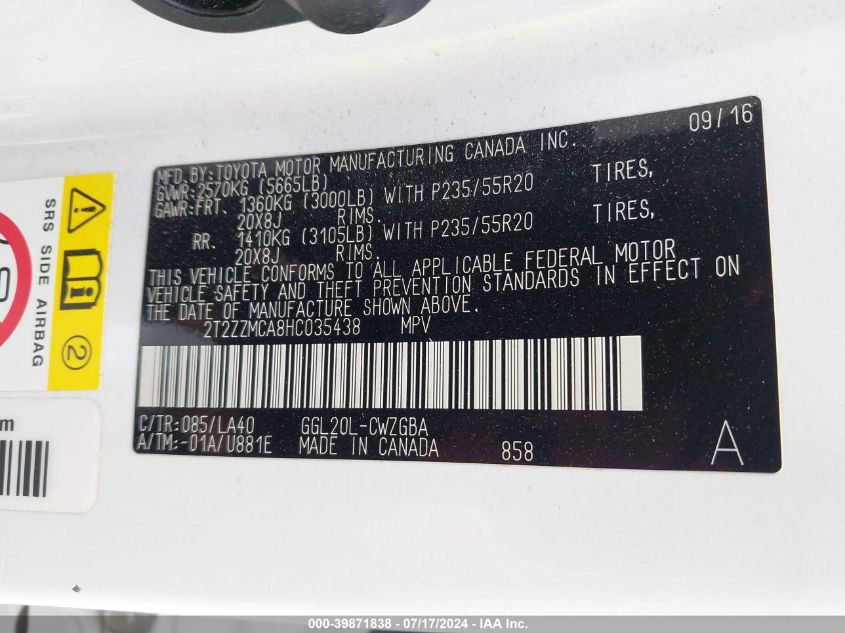 09/16
MFD.BY:TOYOTA MOTOR MANUFACTURING CANADA INC.
GVWR:2570KG (5665LB)
GAWR:FRT. 1360KG (3000LB) WITH P235/55R20 TIRES,
20X8J RIMS.
RR. 1410KG (3105LB) WITH P235/55R20 TIRES,
20X8J RIMS.
THIS VEHICLE CONFORMS TO ALL APPLICABLE FEDERAL MOTOR
VEHICLE SAFETY AND THEFT PREVENTION STANDARDS IN EFFECT ON
THE DATE OF MANUFACTURE SHOWN ABOVE.
2T2ZZMCA8HC035438 MPV
C/TR:085/LA40 GGL20L-CWZGBA
A/TM:-01A/U881E MADE IN CANADA 858 A
SRS SIDE AIRBAG
2
000-39871838 - 07/17/2024 - IAA Inc.